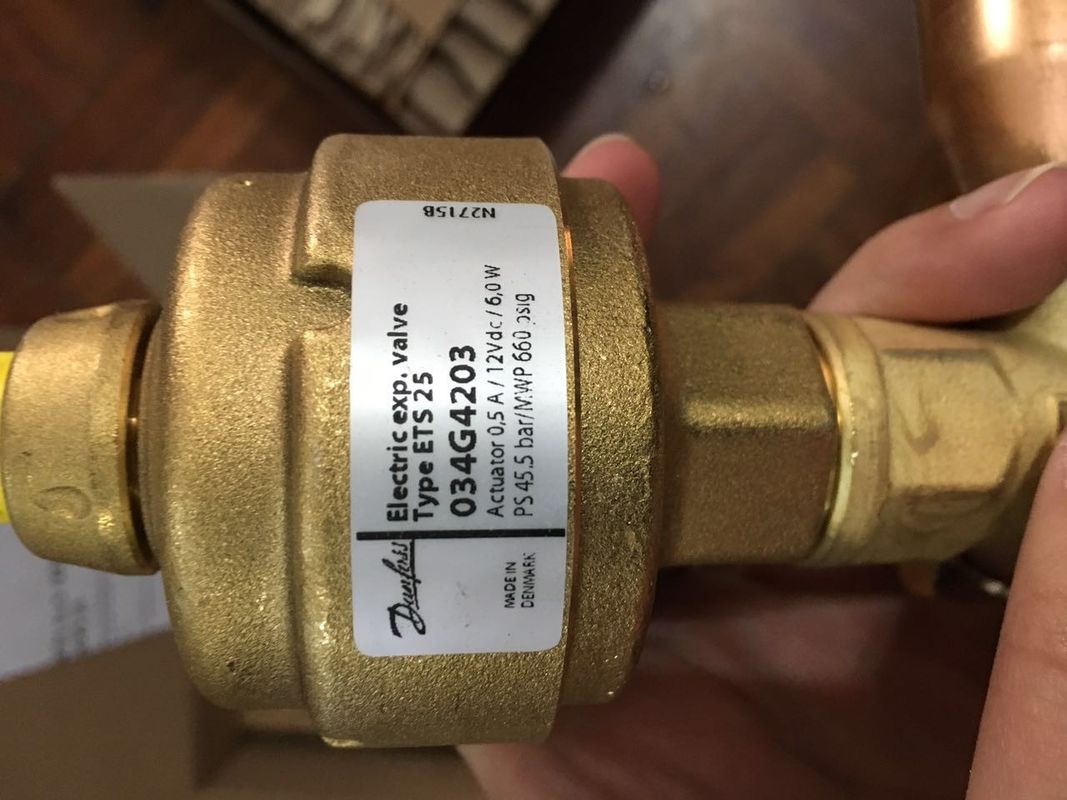 Danfoss
Electric exp. valve
Type ETS 25
034G4203
Actuator 0,5 A / 12Vdc / 6,0 W
PS 45.5 bar/MWP 660 psig
MADE IN
DENMARK
N2715B